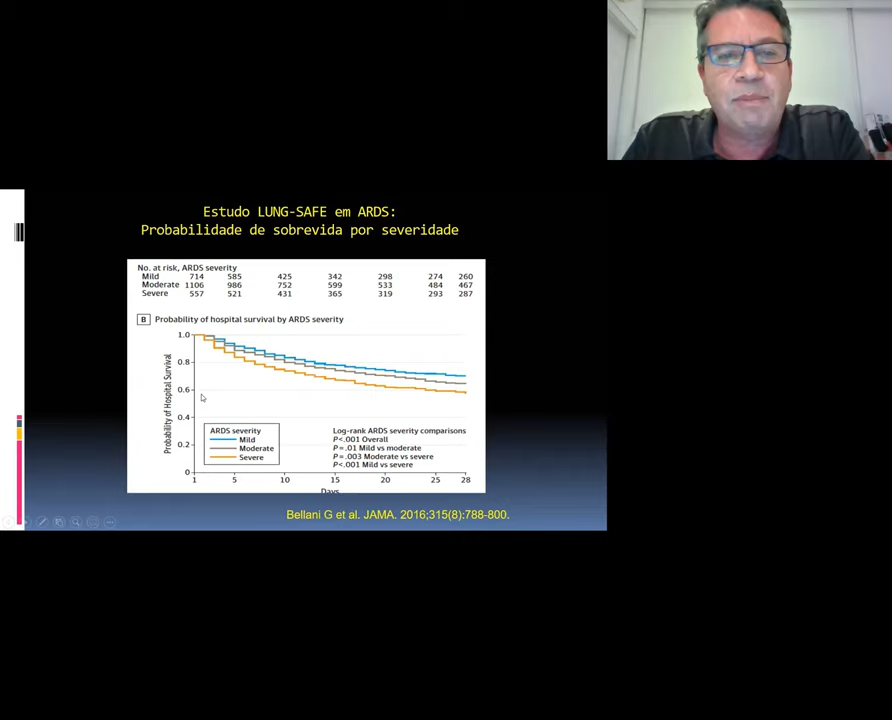 Estudo LUNG-SAFE em ARDS:
Probabilidade de sobrevida por severidade
No. at risk, ARDS severity
Mild 714 585 425 342 298 274 260
Moderate 1106 986 752 599 533 484 467
Severe 557 521 431 365 319 293 287
B Probability of hospital survival by ARDS severity
Probability of Hospital Survival
1.0
0.8
0.6
0.4
0.2
0
ARDS severity
Mild
Moderate
Severe
Log-rank ARDS severity comparisons
P<.001 Overall
P=.01 Mild vs moderate
P=.003 Moderate vs severe
P<.001 Mild vs severe
1 5 10 15 20 25 28
Days
Bellani G et al. JAMA. 2016;315(8):788-800.